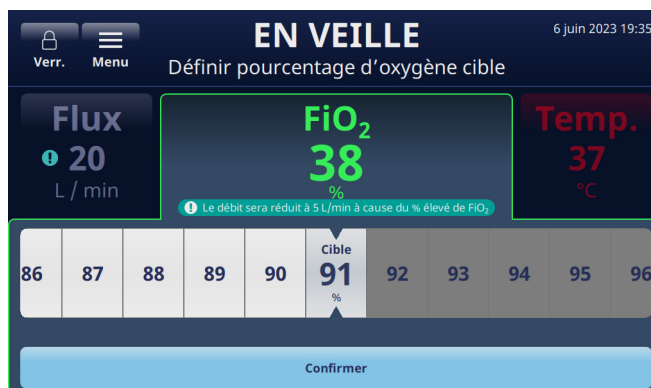 EN VEILLE
6 juin 2023 19:35
Verr.
Menu
Définir pourcentage d’oxygène cible
Flux
20
L / min
FiO₂
38
%
Le débit sera réduit à 5 L/min à cause du % élevé de FiO₂
Temp.
37
°C
Cible
86 87 88 89 90 91 92 93 94 95 96
%
Confirmer